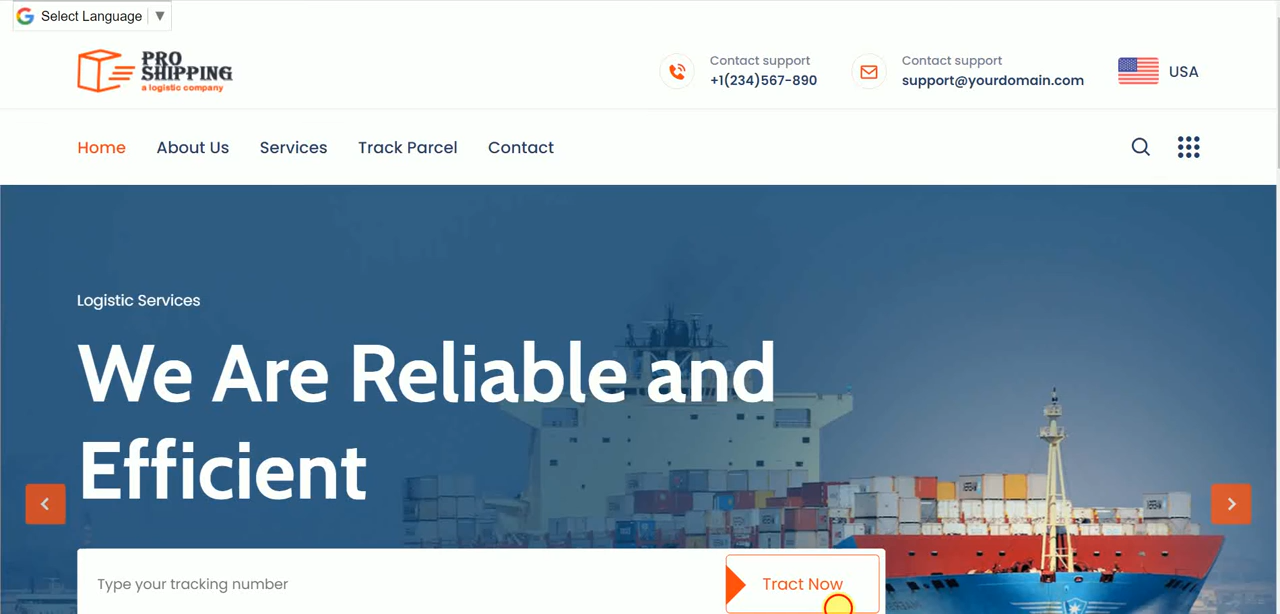 Select Language ▼
PRO
SHIPPING
a logistic company
Contact support
+1(234)567-890
Contact support
support@yourdomain.com
USA
Home
About Us
Services
Track Parcel
Contact
Logistic Services
We Are Reliable and
Efficient
Type your tracking number
Tract Now